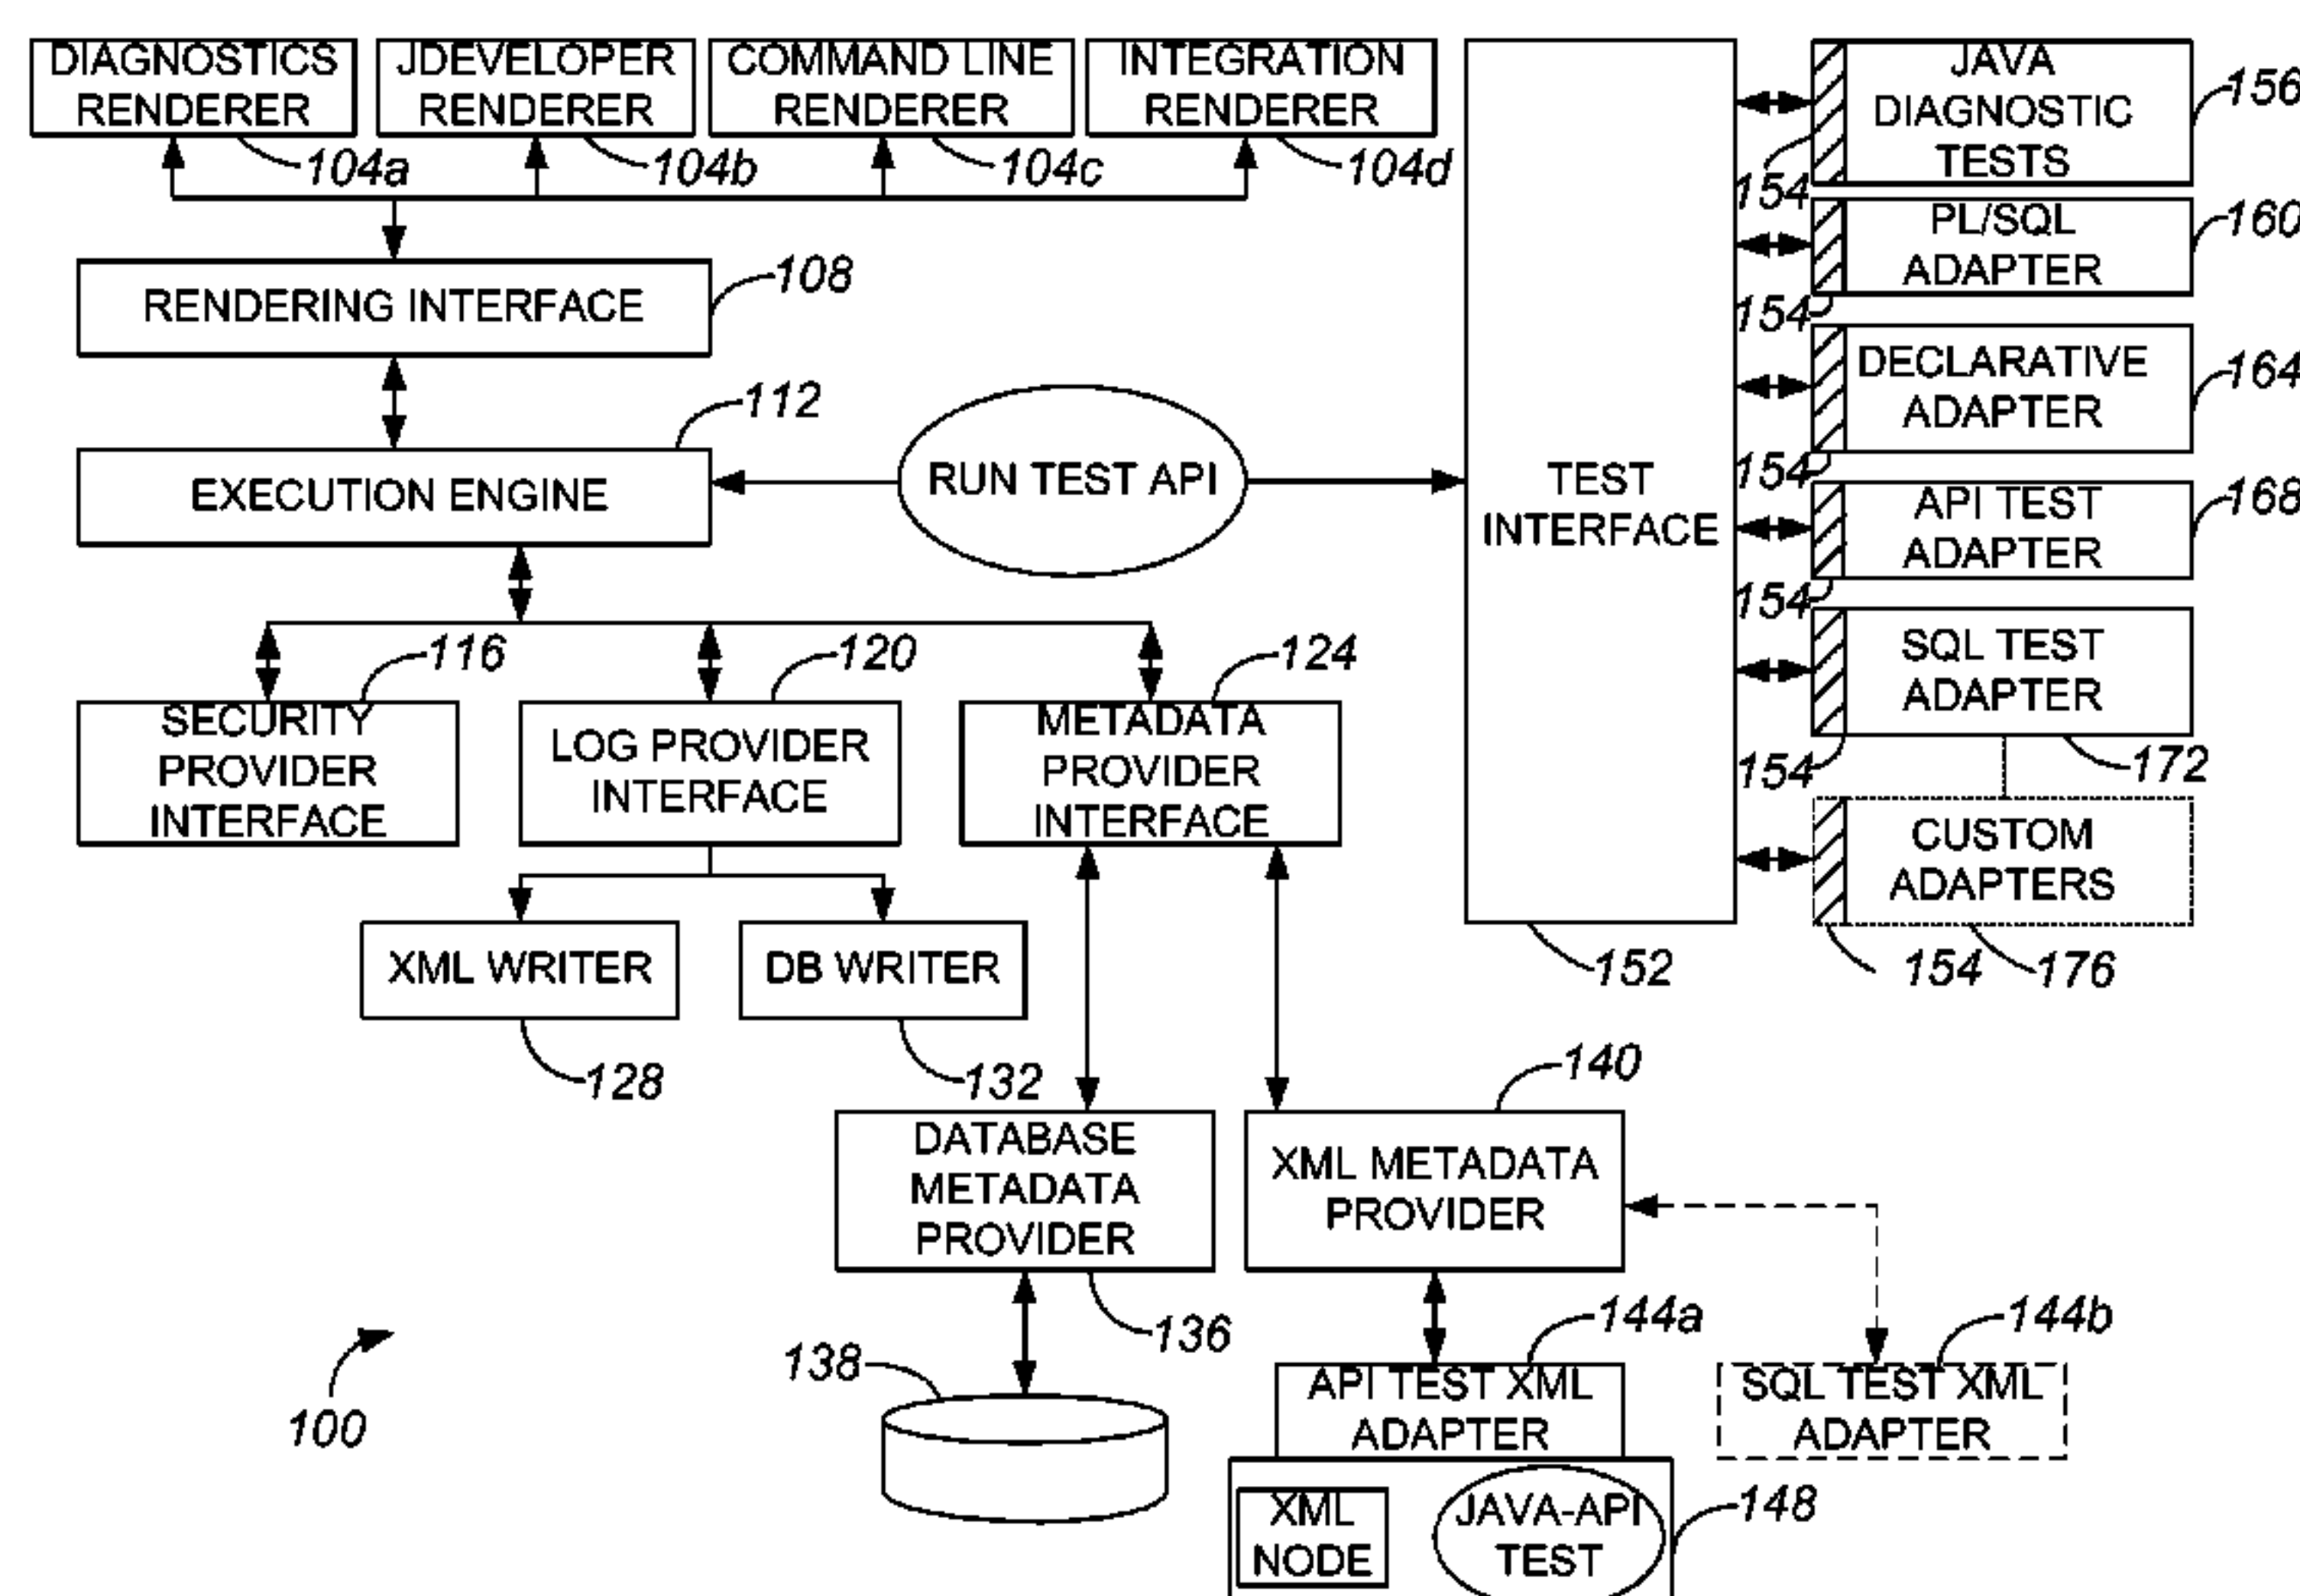 DIAGNOSTICS
RENDERER
104a
JDEVELOPER
RENDERER
104b
COMMAND LINE
RENDERER
104c
INTEGRATION
RENDERER
104d
RENDERING INTERFACE
108
EXECUTION ENGINE
112
RUN TEST API
TEST
INTERFACE
152
JAVA
DIAGNOSTIC
TESTS
156
154
PL/SQL
ADAPTER
160
154
DECLARATIVE
ADAPTER
164
154
API TEST
ADAPTER
168
154
SQL TEST
ADAPTER
172
154
CUSTOM
ADAPTERS
154
176
SECURITY
PROVIDER
INTERFACE
116
LOG PROVIDER
INTERFACE
120
METADATA
PROVIDER
INTERFACE
124
XML WRITER
128
DB WRITER
132
DATABASE
METADATA
PROVIDER
136
138
XML METADATA
PROVIDER
140
API TEST XML
ADAPTER
144a
SQL TEST XML
ADAPTER
144b
XML
NODE
JAVA-API
TEST
148
100